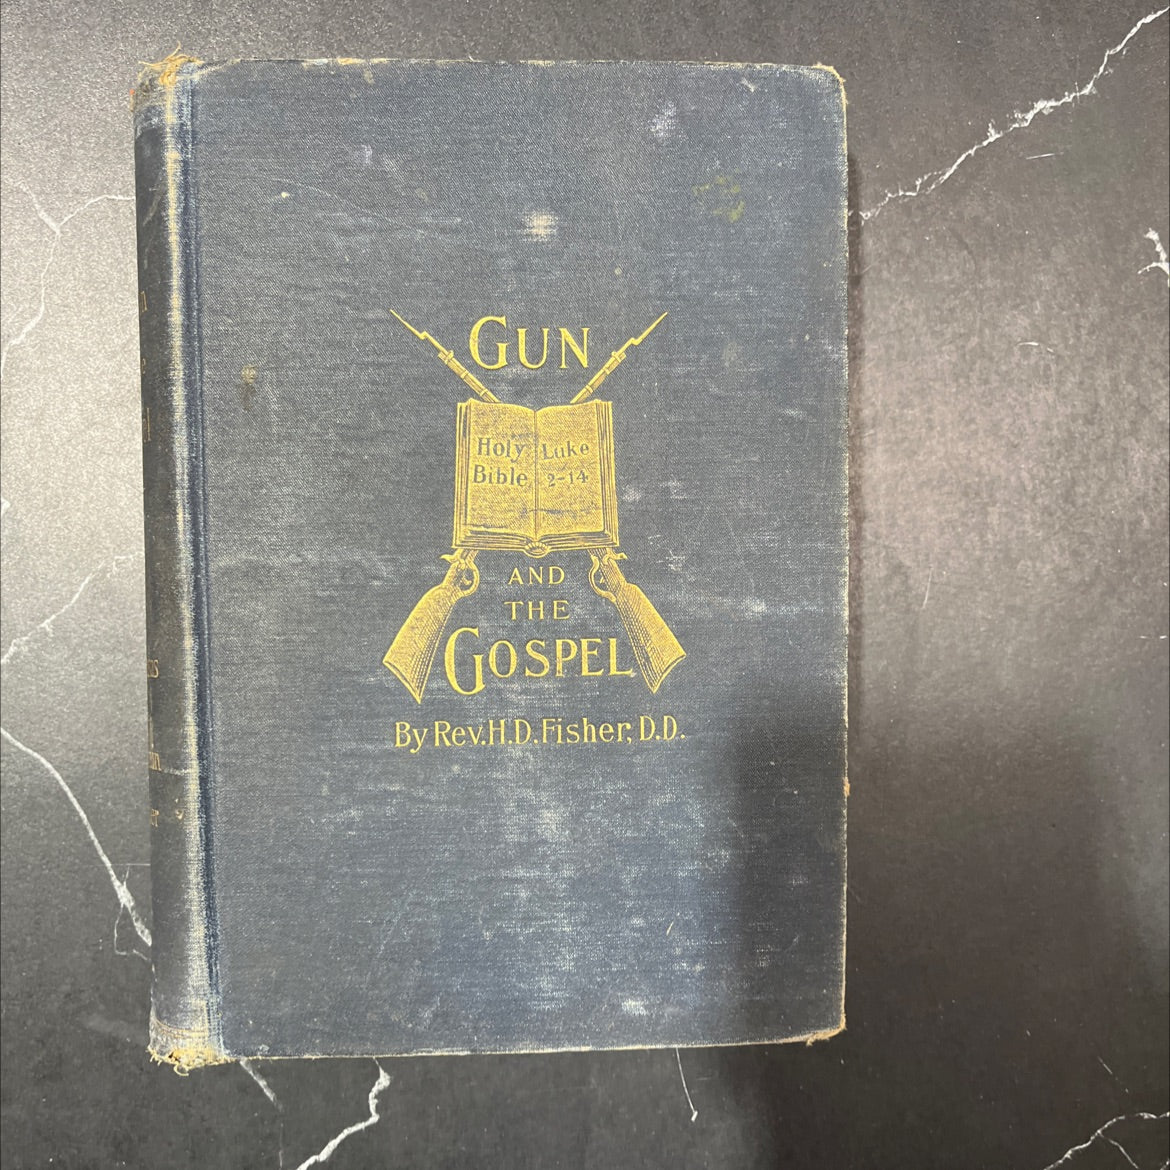 GUN
Holy Bible
Luke 2-14
AND
THE
GOSPEL
By Rev. H. D. Fisher, D.D.